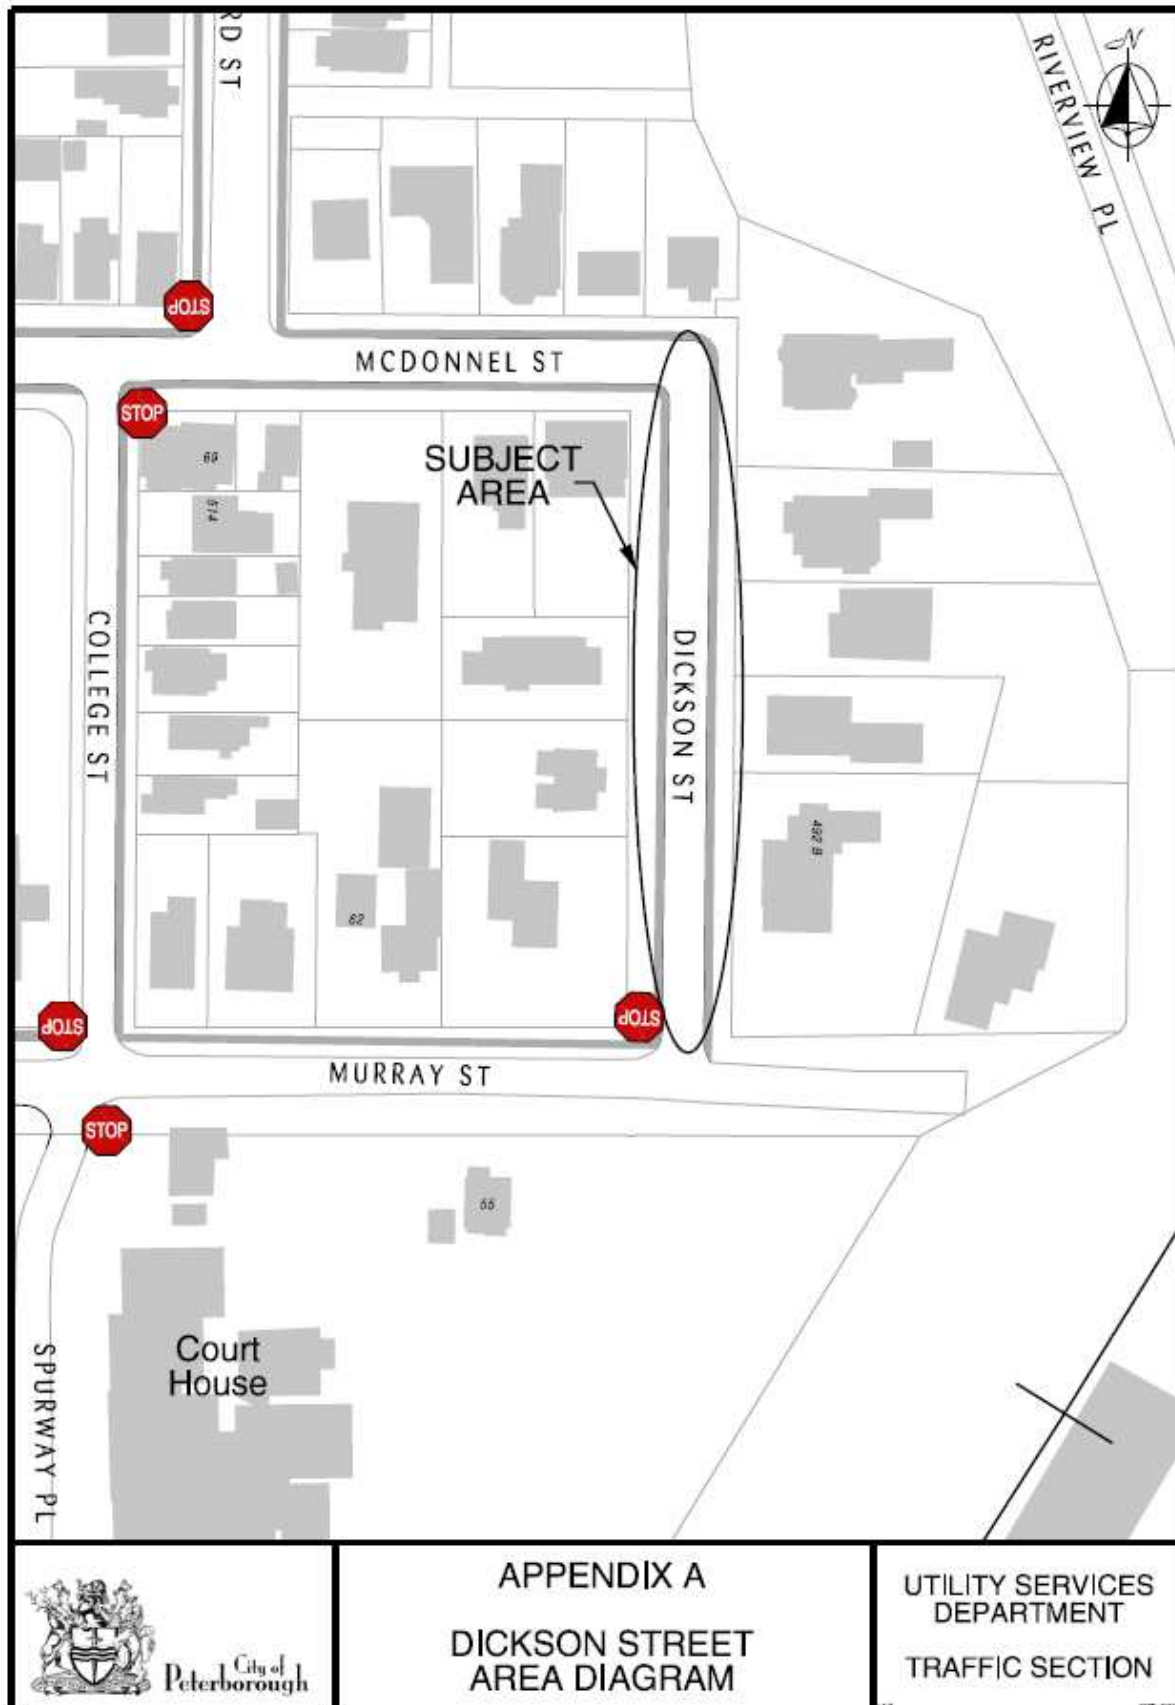 RD ST
RIVERVIEW PL
N
STOP
MCDONNEL ST
STOP
69
SUBJECT
AREA
514
COLLEGE ST
DICKSON ST
492 B
62
STOP
STOP
MURRAY ST
STOP
55
Court
House
SPURWAY PL
City of
Peterborough
APPENDIX A
DICKSON STREET
AREA DIAGRAM
UTILITY SERVICES
DEPARTMENT
TRAFFIC SECTION